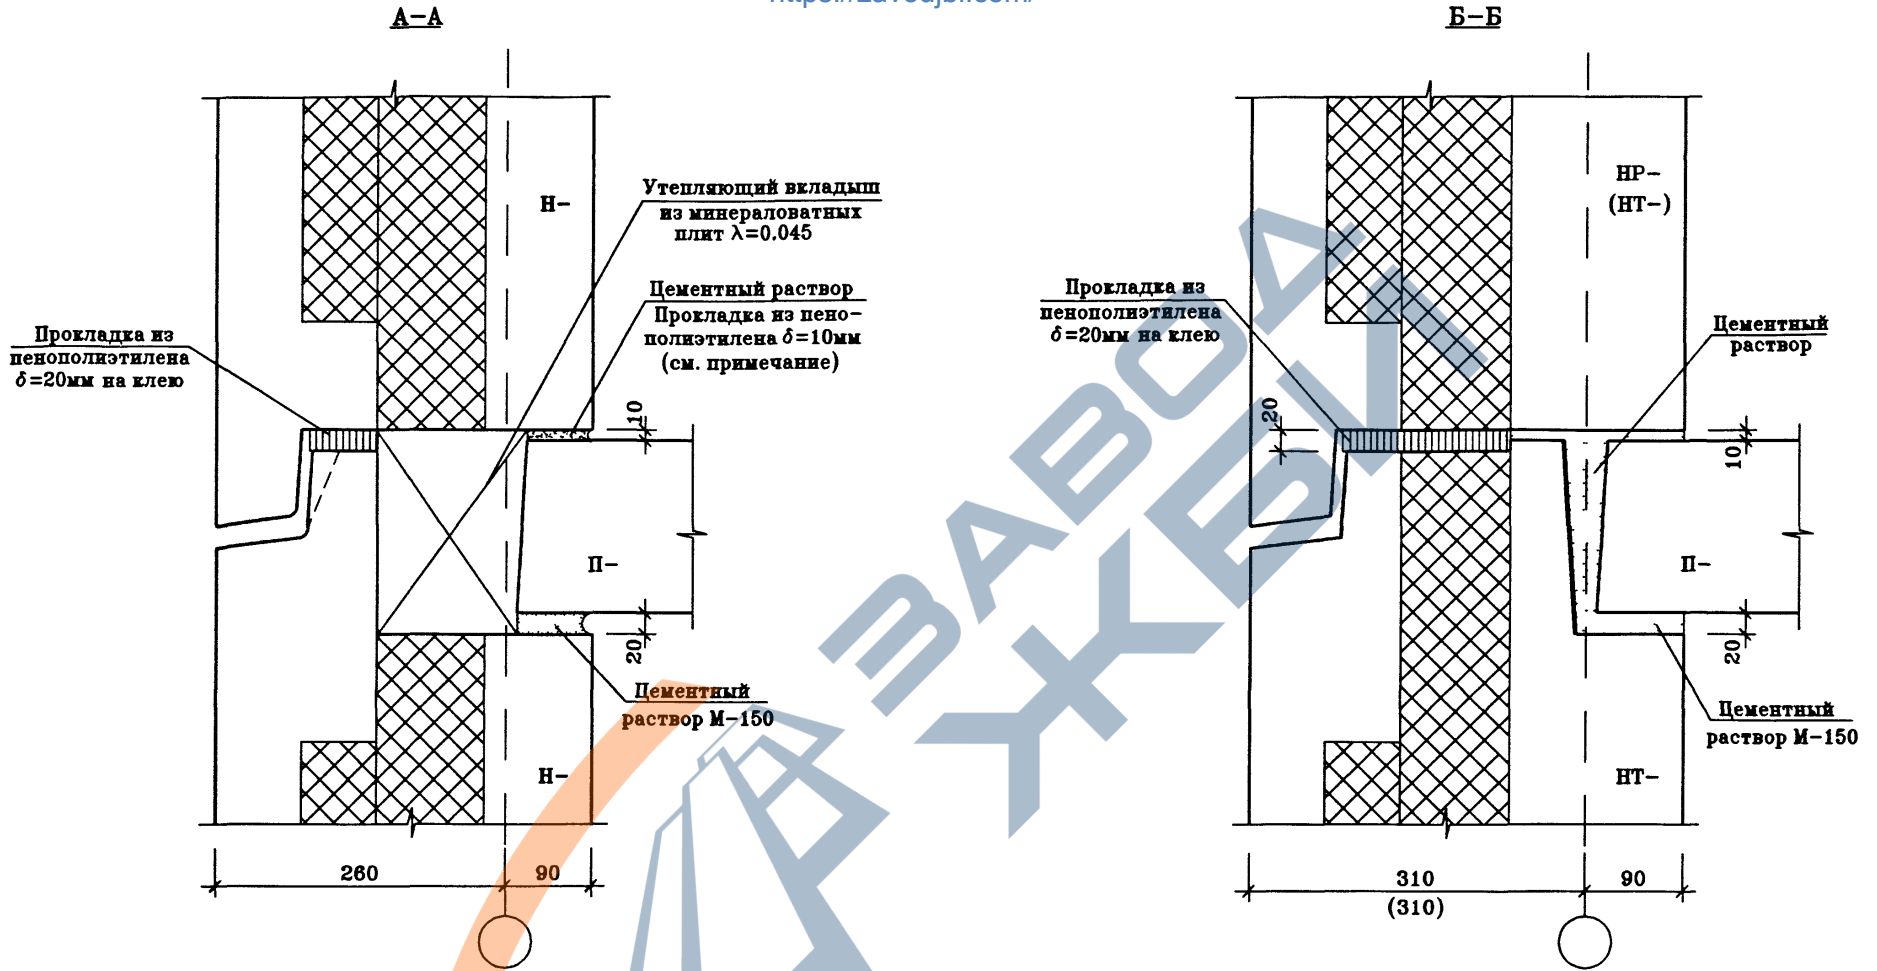 А-А
Б-Б
Н-
Утепляющий вкладыш
из минераловатных
плит λ=0.045
Цементный раствор
Прокладка из пено-
полиэтилена δ=10мм
(см. примечание)
Прокладка из
пенополиэтилена
δ=20мм на клею
10
П-
20
Цементный
раствор М-150
Н-
260
90
НР-
(НТ-)
Прокладка из
пенополиэтилена
δ=20мм на клею
Цементный
раствор
20
10
П-
20
Цементный
раствор М-150
НТ-
310
(310)
90
ЗАВОД
ЖБИ